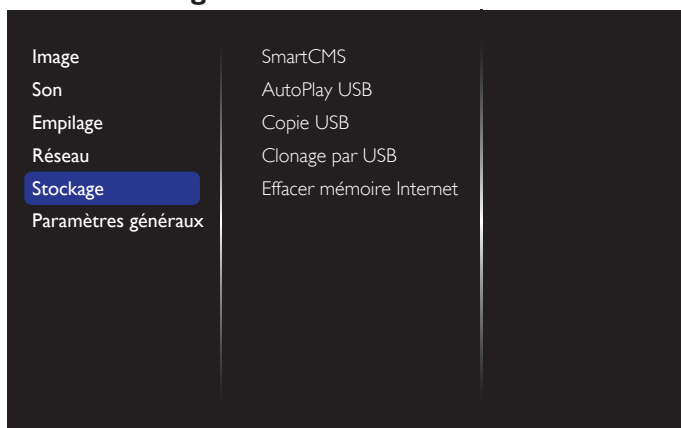 Image
Son
Empilage
Réseau
Stockage
Paramètres généraux
SmartCMS
AutoPlay USB
Copie USB
Clonage par USB
Effacer mémoire Internet